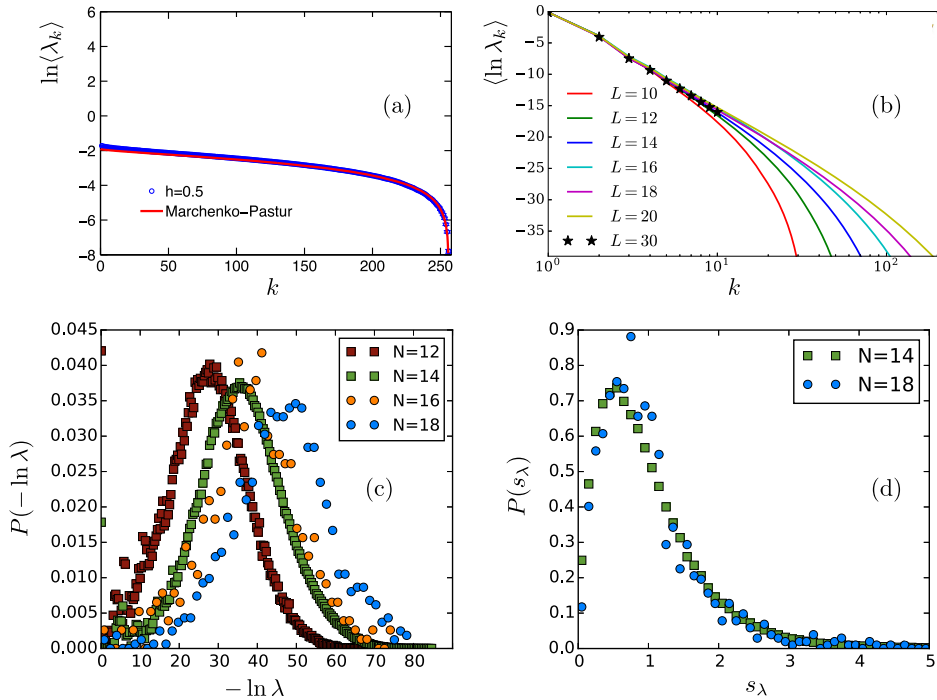 6
4
2
0
−2
−4
−6
−8
0
50
100
150
200
250
ln⟨λk⟩
k
(a)
h=0.5
Marchenko−Pastur
0
−5
−10
−15
−20
−25
−30
−35
10^0
10^1
10^2
⟨ln λk⟩
k
(b)
L = 10
L = 12
L = 14
L = 16
L = 18
L = 20
L = 30
0.045
0.040
0.035
0.030
0.025
0.020
0.015
0.010
0.005
0.000
0
10
20
30
40
50
60
70
80
P(− ln λ)
− ln λ
(c)
N=12
N=14
N=16
N=18
0.9
0.8
0.7
0.6
0.5
0.4
0.3
0.2
0.1
0.0
0
1
2
3
4
5
P(sλ)
sλ
(d)
N=14
N=18